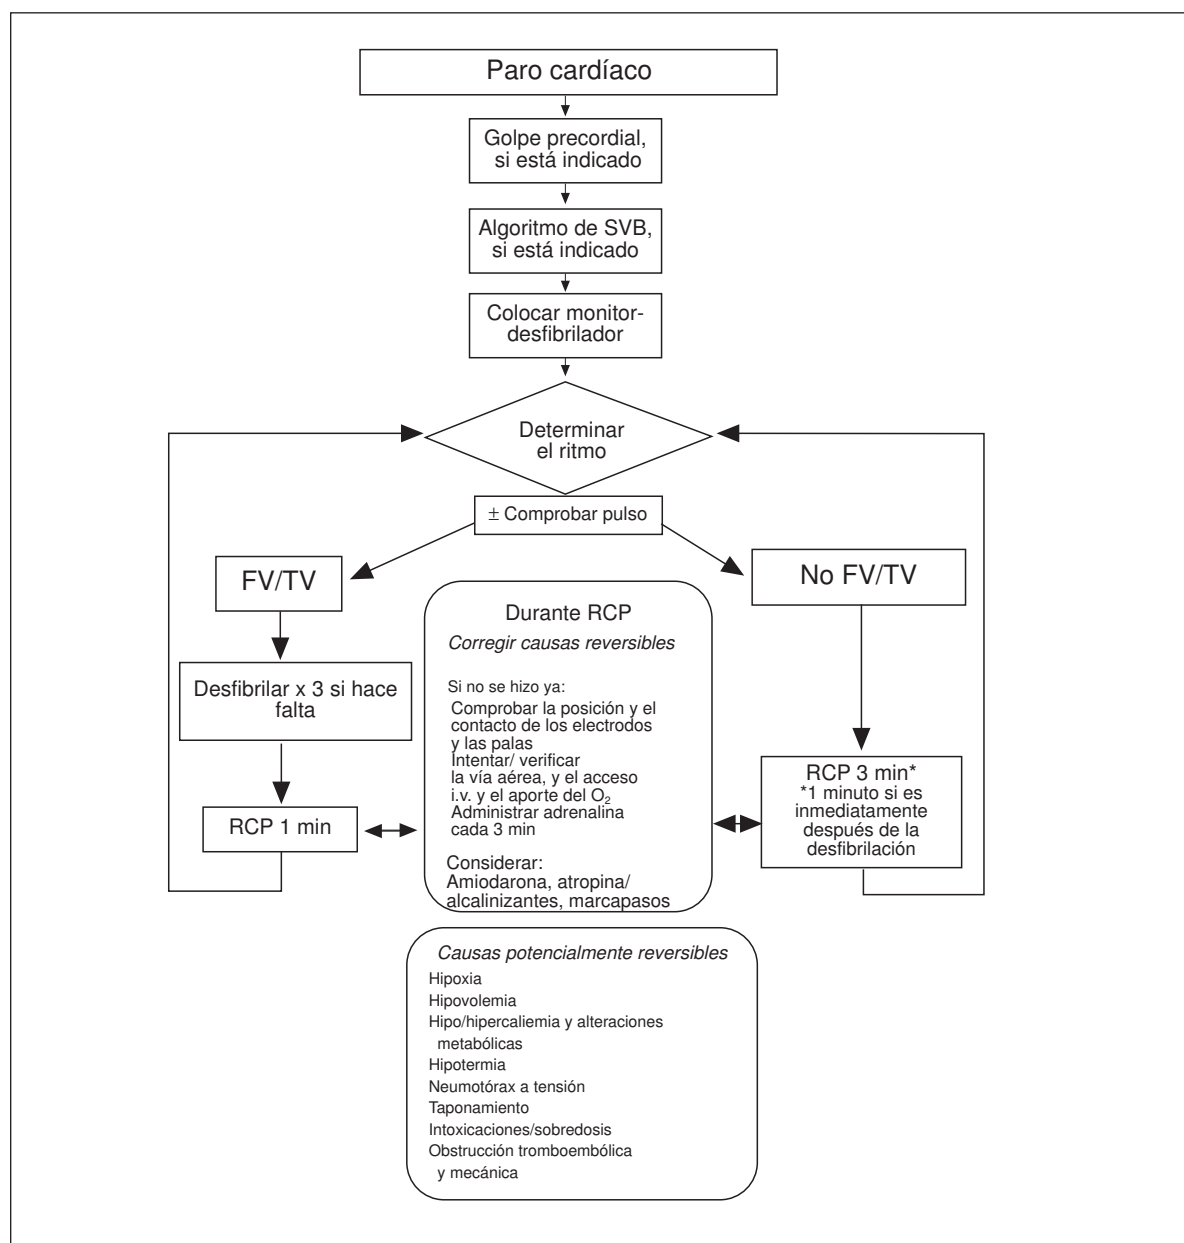 Paro cardíaco
Golpe precordial,
si está indicado
Algoritmo de SVB,
si está indicado
Colocar monitor-
desfibrilador
Determinar
el ritmo
± Comprobar pulso
FV/TV
No FV/TV
Desfibrilar x 3 si hace
falta
RCP 1 min
Durante RCP
Corregir causas reversibles
Si no se hizo ya:
Comprobar la posición y el
contacto de los electrodos
y las palas
Intentar/ verificar
la vía aérea, y el acceso
i.v. y el aporte del O₂
Administrar adrenalina
cada 3 min
Considerar:
Amiodarona, atropina/
alcalinizantes, marcapasos
RCP 3 min*
*1 minuto si es
inmediatamente
después de la
desfibrilación
Causas potencialmente reversibles
Hipoxia
Hipovolemia
Hipo/hipercaliemia y alteraciones
metabólicas
Hipotermia
Neumotórax a tensión
Taponamiento
Intoxicaciones/sobredosis
Obstrucción tromboembólica
y mecánica